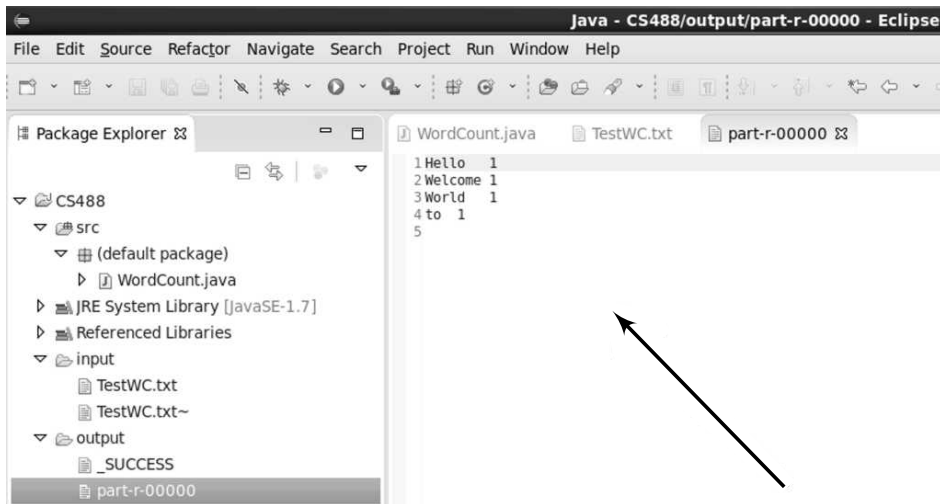 Java - CS488/output/part-r-00000 - Eclipse
File Edit Source Refactor Navigate Search Project Run Window Help
Package Explorer
WordCount.java TestWC.txt part-r-00000
1 Hello 1
2 Welcome 1
3 World 1
4 to 1
5
CS488
src
(default package)
WordCount.java
JRE System Library [JavaSE-1.7]
Referenced Libraries
input
TestWC.txt
TestWC.txt~
output
_SUCCESS
part-r-00000